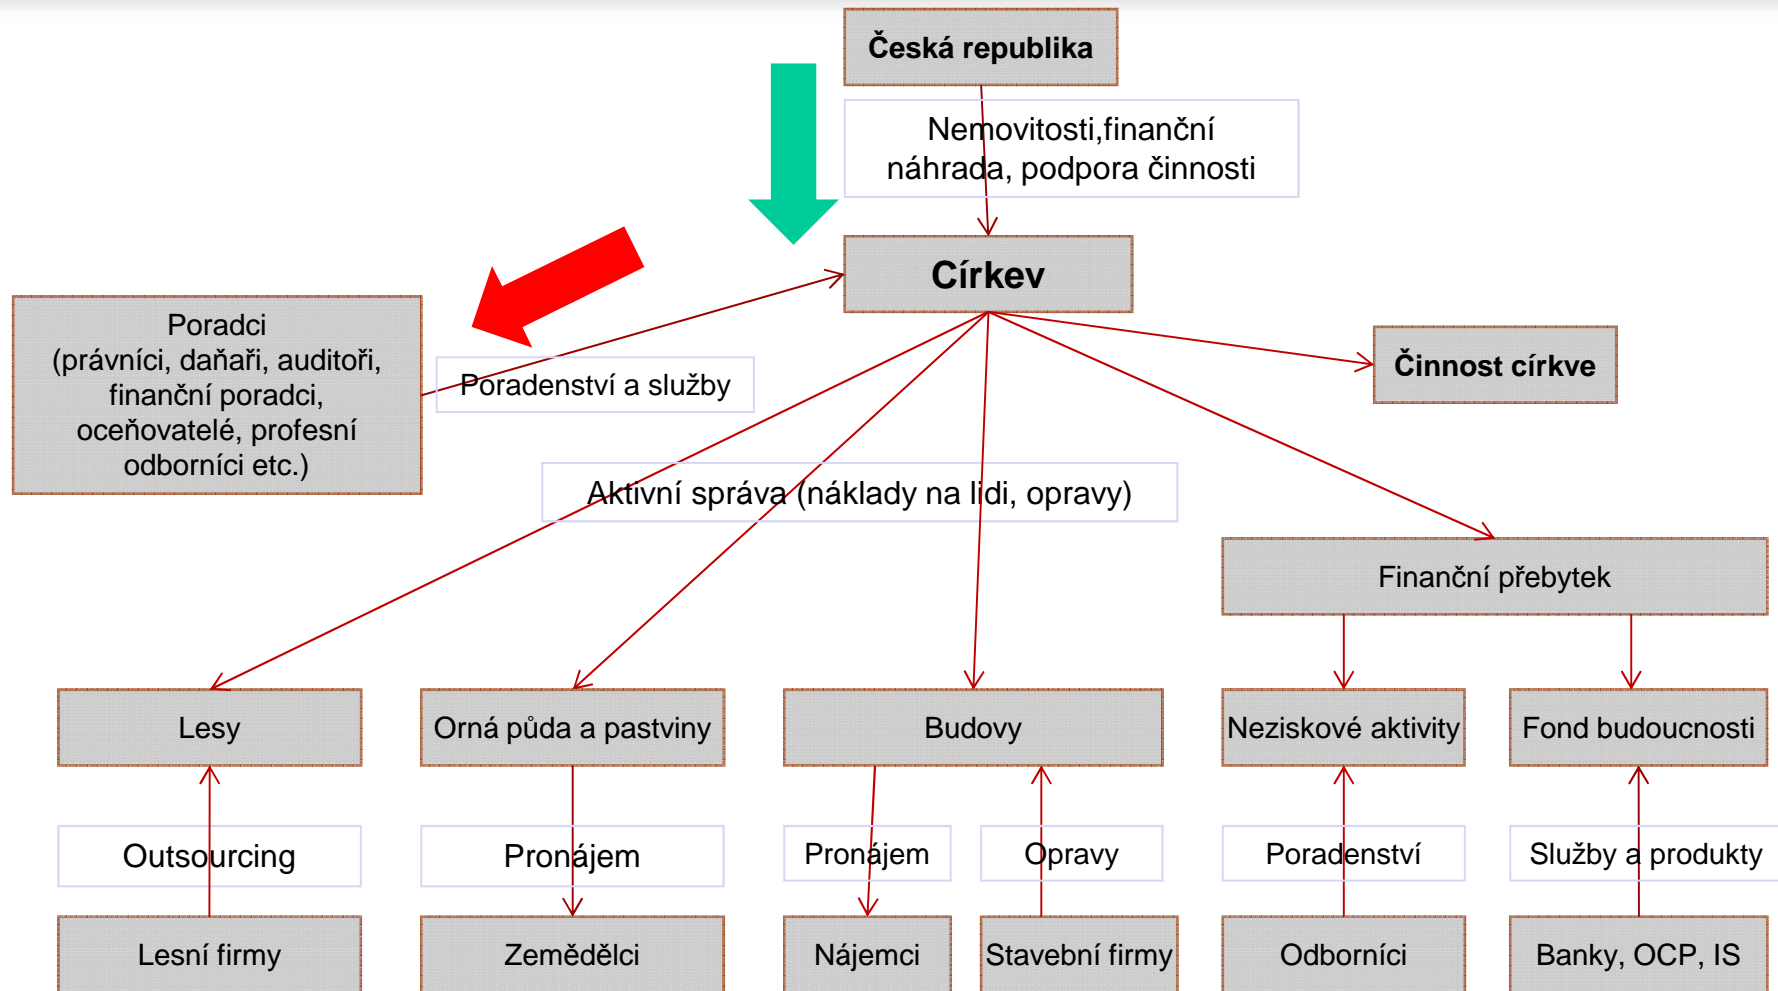 Česká republika
Nemovitosti,finanční
náhrada, podpora činnosti
Církev
Poradci
(právníci, daňaři, auditoři,
finanční poradci,
oceňovatelé, profesní
odborníci etc.)
Poradenství a služby
Činnost církve
Aktivní správa (náklady na lidi, opravy)
Finanční přebytek
Lesy
Orná půda a pastviny
Budovy
Neziskové aktivity
Fond budoucnosti
Outsourcing
Pronájem
Pronájem
Opravy
Poradenství
Služby a produkty
Lesní firmy
Zemědělci
Nájemci
Stavební firmy
Odborníci
Banky, OCP, IS